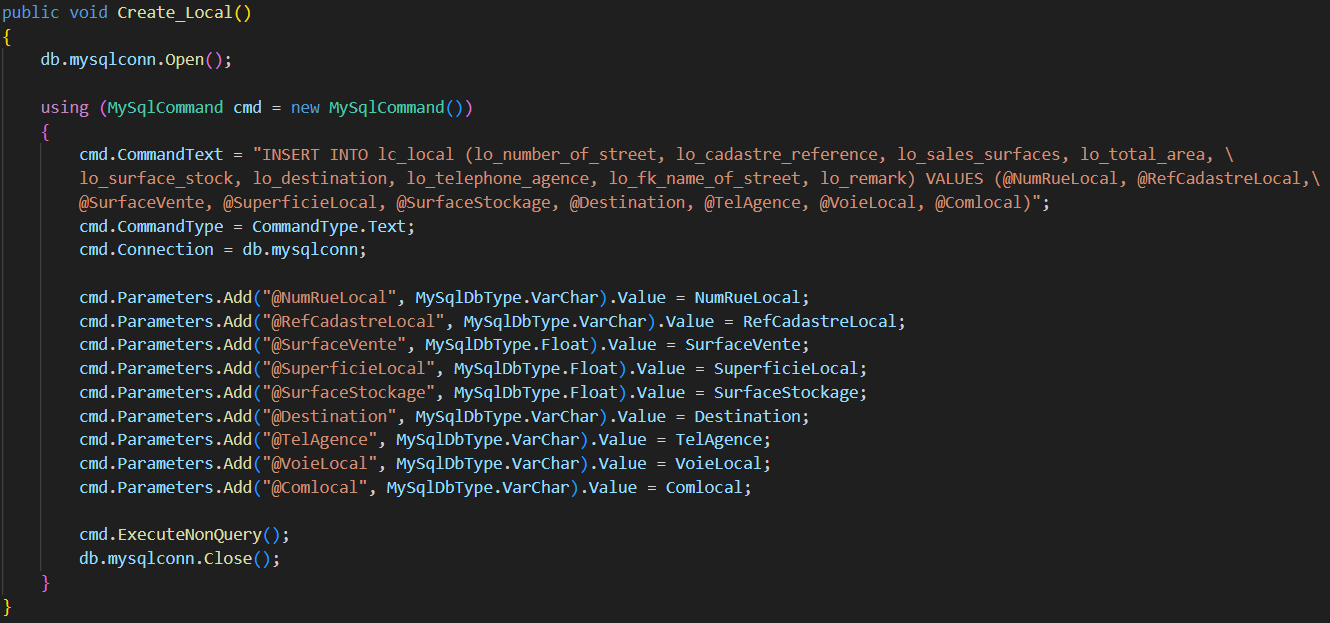 public void Create_Local()
{
    db.mysqlconn.Open();

    using (MySqlCommand cmd = new MySqlCommand())
    {
        cmd.CommandText = "INSERT INTO lc_local (lo_number_of_street, lo_cadastre_reference, lo_sales_surfaces, lo_total_area, \
        lo_surface_stock, lo_destination, lo_telephone_agence, lo_fk_name_of_street, lo_remark) VALUES (@NumRueLocal, @RefCadastreLocal,\
        @SurfaceVente, @SuperficieLocal, @SurfaceStockage, @Destination, @TelAgence, @VoieLocal, @Comlocal)";
        cmd.CommandType = CommandType.Text;
        cmd.Connection = db.mysqlconn;

        cmd.Parameters.Add("@NumRueLocal", MySqlDbType.VarChar).Value = NumRueLocal;
        cmd.Parameters.Add("@RefCadastreLocal", MySqlDbType.VarChar).Value = RefCadastreLocal;
        cmd.Parameters.Add("@SurfaceVente", MySqlDbType.Float).Value = SurfaceVente;
        cmd.Parameters.Add("@SuperficieLocal", MySqlDbType.Float).Value = SuperficieLocal;
        cmd.Parameters.Add("@SurfaceStockage", MySqlDbType.Float).Value = SurfaceStockage;
        cmd.Parameters.Add("@Destination", MySqlDbType.VarChar).Value = Destination;
        cmd.Parameters.Add("@TelAgence", MySqlDbType.VarChar).Value = TelAgence;
        cmd.Parameters.Add("@VoieLocal", MySqlDbType.VarChar).Value = VoieLocal;
        cmd.Parameters.Add("@Comlocal", MySqlDbType.VarChar).Value = Comlocal;

        cmd.ExecuteNonQuery();
        db.mysqlconn.Close();
    }
}